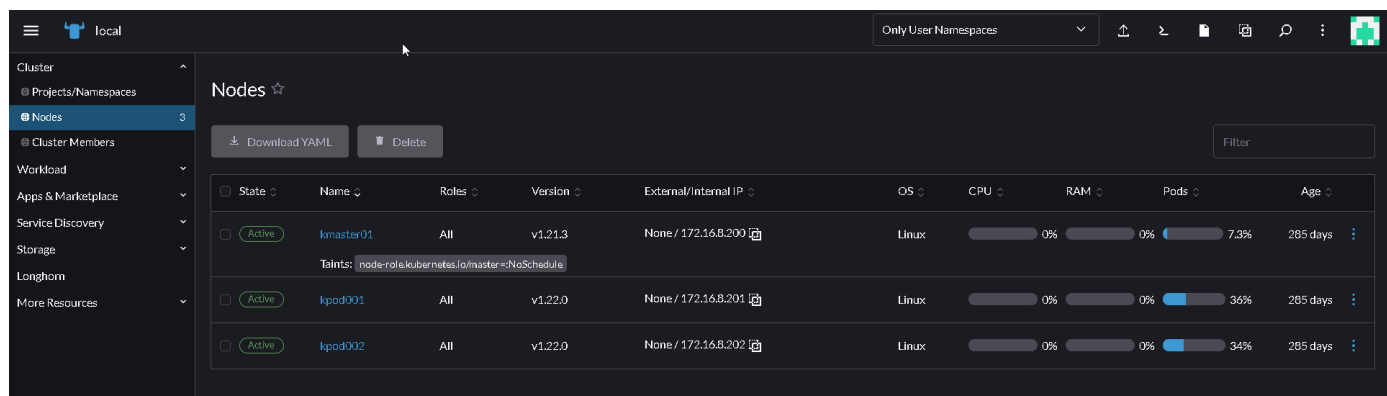 local
Only User Namespaces
Cluster
Projects/Namespaces
Nodes 3
Cluster Members
Workload
Apps & Marketplace
Service Discovery
Storage
Longhorn
More Resources
Nodes
Download YAML Delete
Filter
State Name Roles Version External/Internal IP OS CPU RAM Pods Age
Active kmaster01 All v1.21.3 None / 172.16.8.200 Linux 0% 0% 7.3% 285 days
Taints: node-role.kubernetes.io/master=:NoSchedule
Active kpod001 All v1.22.0 None / 172.16.8.201 Linux 0% 0% 36% 285 days
Active kpod002 All v1.22.0 None / 172.16.8.202 Linux 0% 0% 34% 285 days